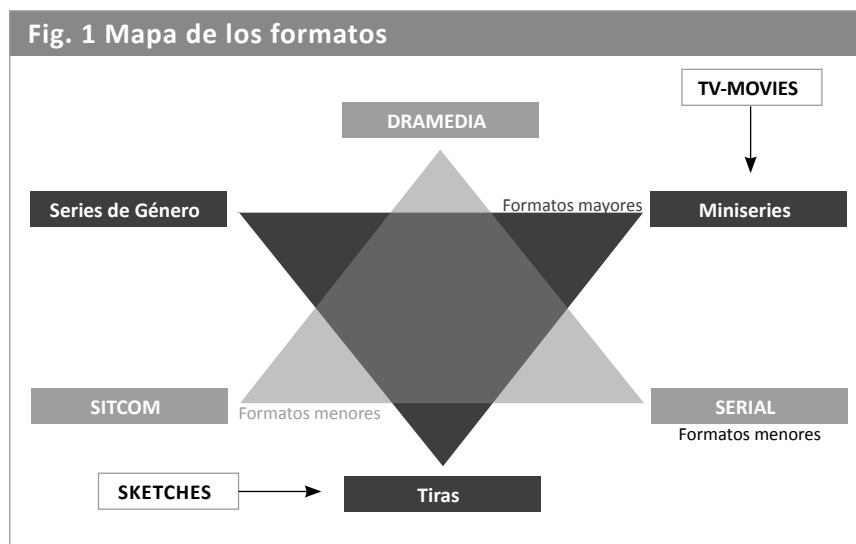 Fig. 1 Mapa de los formatos
TV-MOVIES
DRAMEDIA
Series de Género
Formatos mayores
Miniseries
SITCOM
Formatos menores
SERIAL
Formatos menores
SKETCHES
Tiras